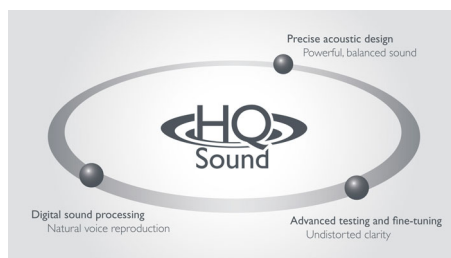 Precise acoustic design
Powerful, balanced sound
HQ
Sound
Digital sound processing
Natural voice reproduction
Advanced testing and fine-tuning
Undistorted clarity